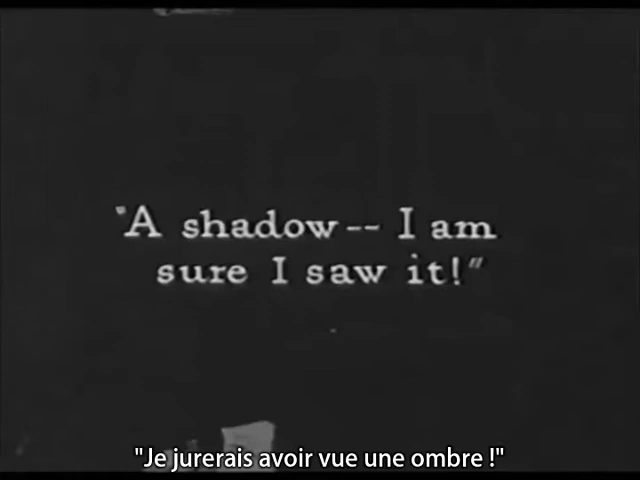 "A shadow -- I am
sure I saw it!"
"Je jurerais avoir vue une ombre !"